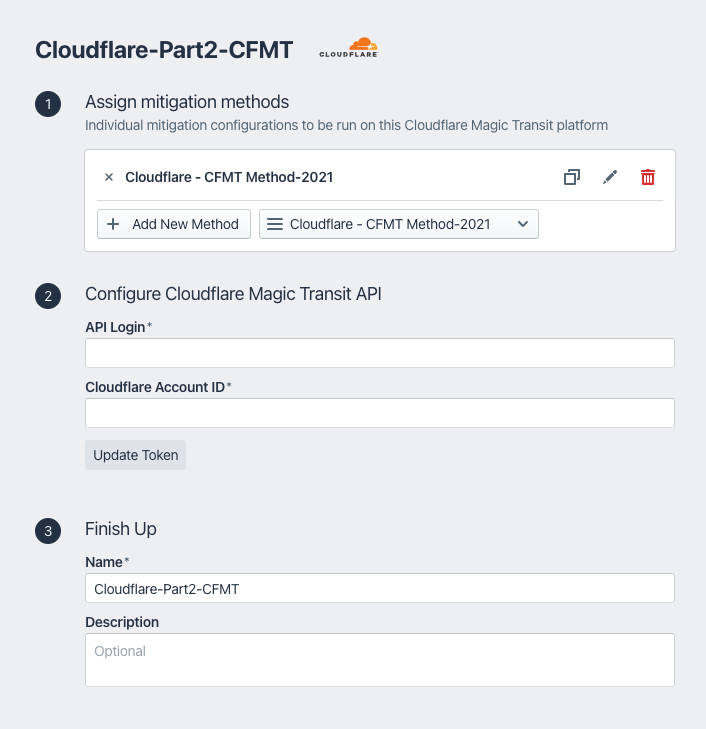 Cloudflare-Part2-CFMT
CLOUDFLARE
1
Assign mitigation methods
Individual mitigation configurations to be run on this Cloudflare Magic Transit platform
× Cloudflare - CFMT Method-2021
+ Add New Method
Cloudflare - CFMT Method-2021
2
Configure Cloudflare Magic Transit API
API Login*
Cloudflare Account ID*
Update Token
3
Finish Up
Name*
Cloudflare-Part2-CFMT
Description
Optional